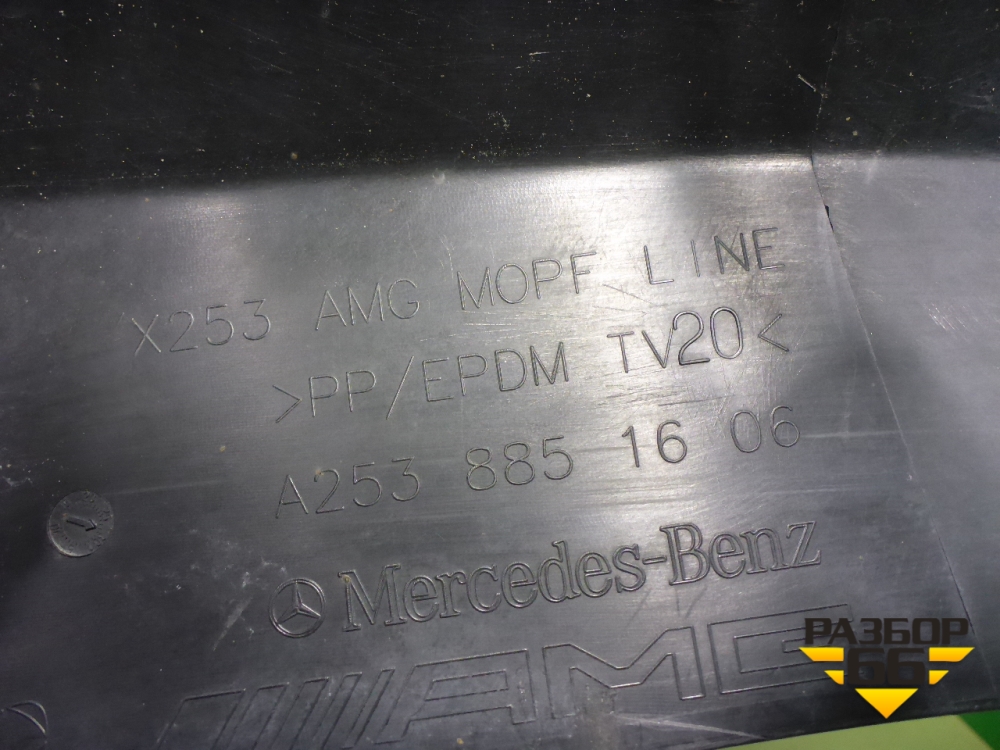 X253 AMG MOPF LINE
>PP/EPDM TV20<
A253 885 16 06
Mercedes-Benz
AMG
РАЗБОР
66